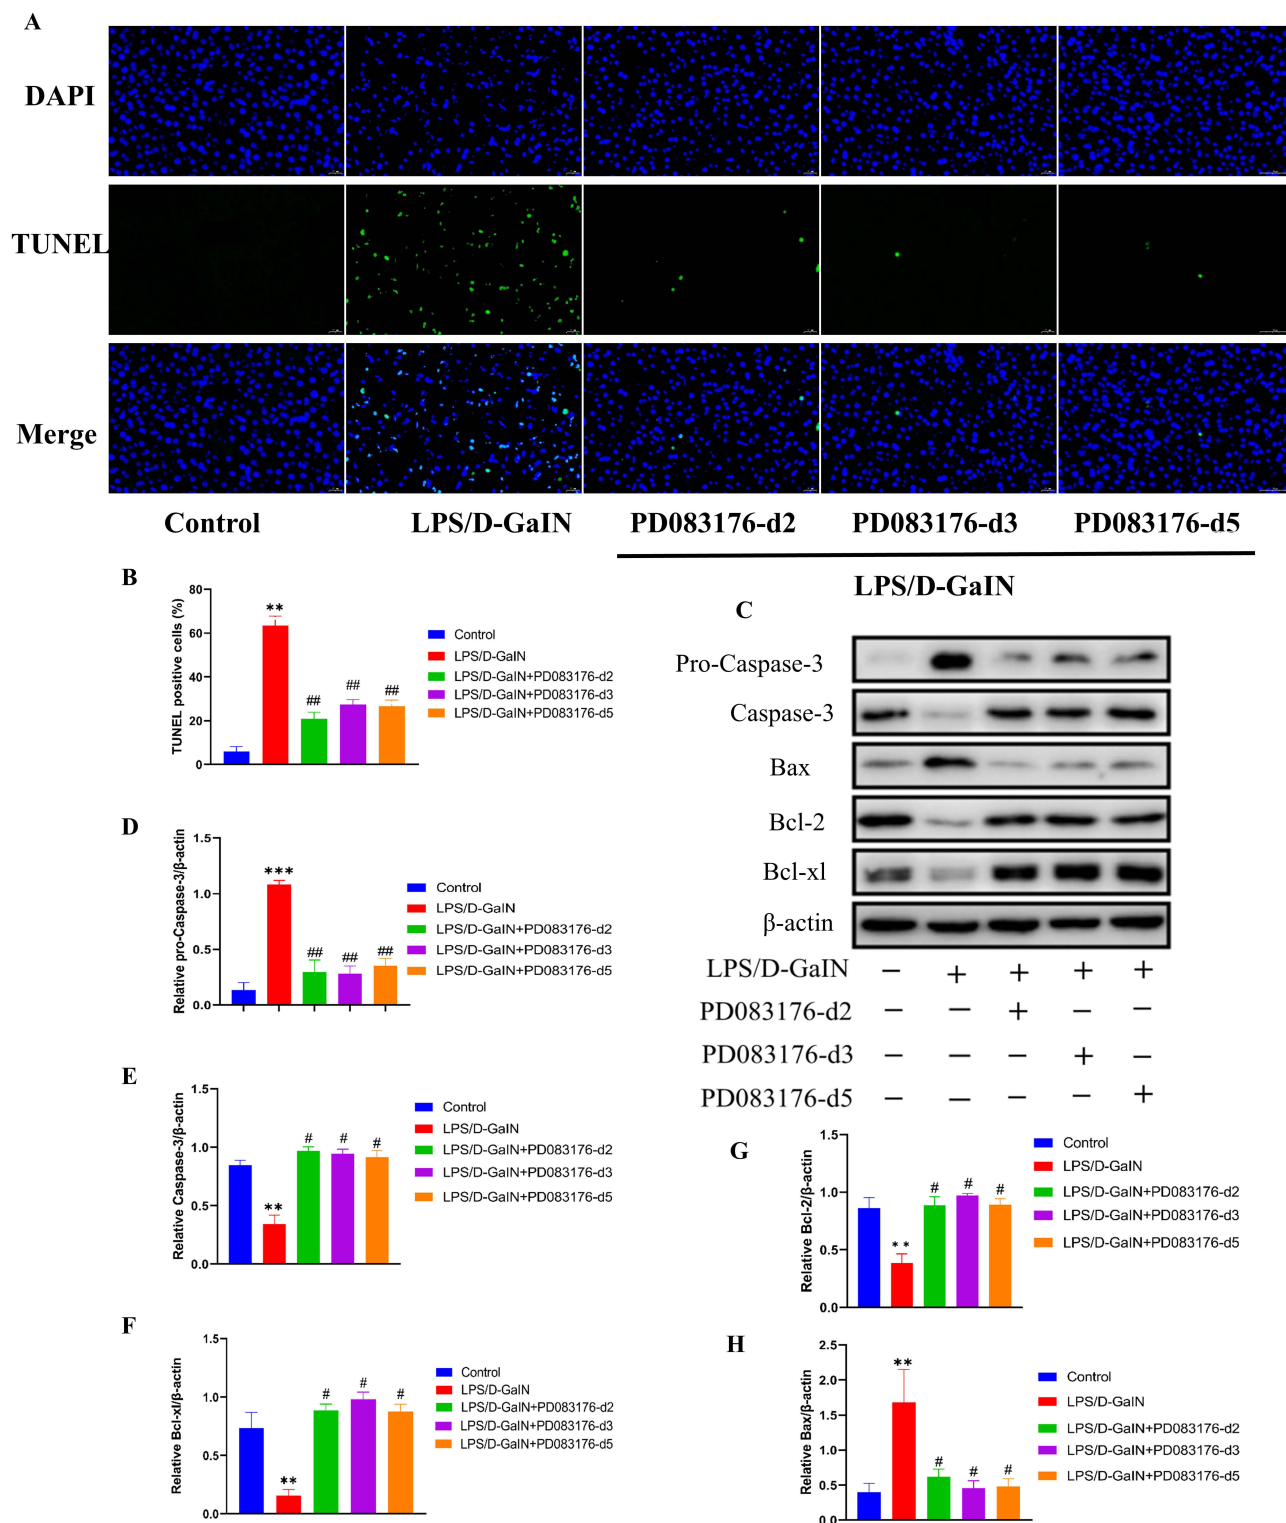 A
DAPI
TUNEL
Merge
Control LPS/D-GaIN PD083176-d2 PD083176-d3 PD083176-d5
LPS/D-GaIN
B
TUNEL positive cells (%)
80
60
40
20
0
**
##
##
##
Control
LPS/D-GaIN
LPS/D-GaIN+PD083176-d2
LPS/D-GaIN+PD083176-d3
LPS/D-GaIN+PD083176-d5
C
Pro-Caspase-3
Caspase-3
Bax
Bcl-2
Bcl-xl
β-actin
LPS/D-GaIN − + + + +
PD083176-d2 − − + − −
PD083176-d3 − − − + −
PD083176-d5 − − − − +
D
Relative pro-Caspase-3/β-actin
1.5
1.0
0.5
0.0
***
##
##
##
Control
LPS/D-GaIN
LPS/D-GaIN+PD083176-d2
LPS/D-GaIN+PD083176-d3
LPS/D-GaIN+PD083176-d5
E
Relative Caspase-3/β-actin
1.5
1.0
0.5
0.0
**
#
#
#
Control
LPS/D-GaIN
LPS/D-GaIN+PD083176-d2
LPS/D-GaIN+PD083176-d3
LPS/D-GaIN+PD083176-d5
F
Relative Bcl-xl/β-actin
1.5
1.0
0.5
0.0
**
#
#
#
Control
LPS/D-GaIN
LPS/D-GaIN+PD083176-d2
LPS/D-GaIN+PD083176-d3
LPS/D-GaIN+PD083176-d5
G
Relative Bcl-2/β-actin
1.5
1.0
0.5
0.0
**
#
#
#
Control
LPS/D-GaIN
LPS/D-GaIN+PD083176-d2
LPS/D-GaIN+PD083176-d3
LPS/D-GaIN+PD083176-d5
H
Relative Bax/β-actin
2.5
2.0
1.5
1.0
0.5
0.0
**
#
#
#
Control
LPS/D-GaIN
LPS/D-GaIN+PD083176-d2
LPS/D-GaIN+PD083176-d3
LPS/D-GaIN+PD083176-d5